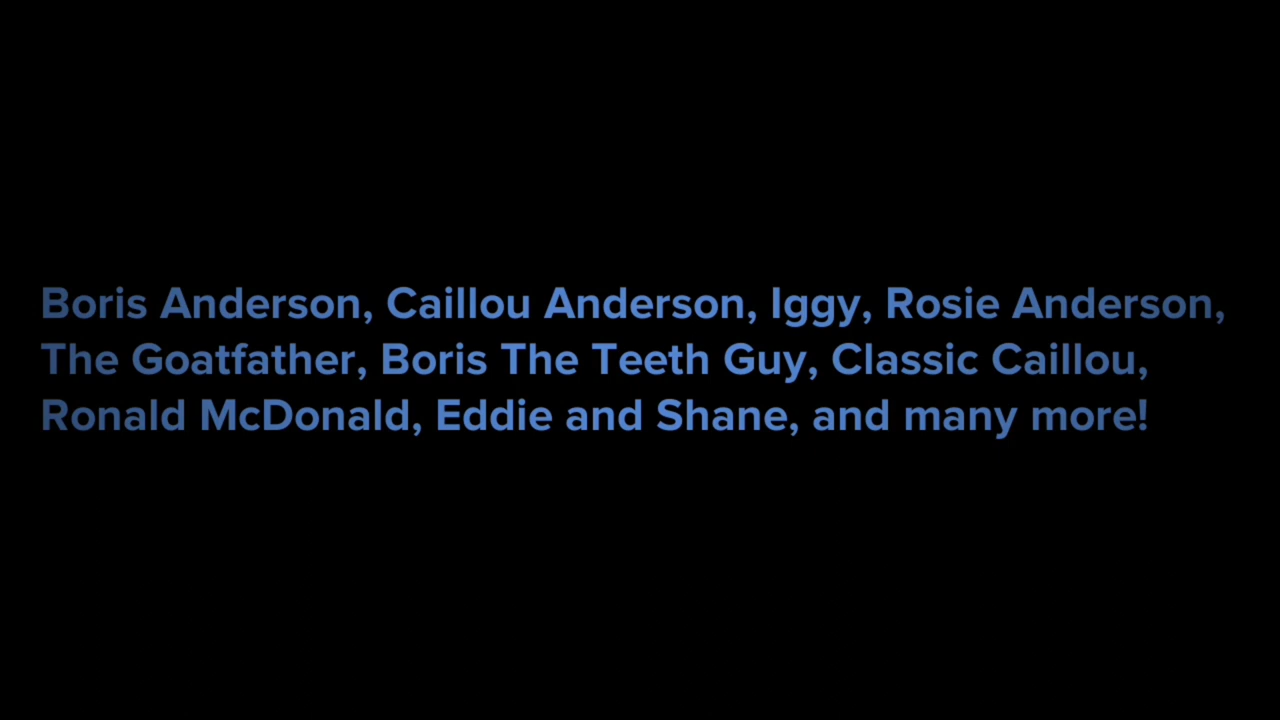 Boris Anderson, Caillou Anderson, Iggy, Rosie Anderson,
The Goatfather, Boris The Teeth Guy, Classic Caillou,
Ronald McDonald, Eddie and Shane, and many more!